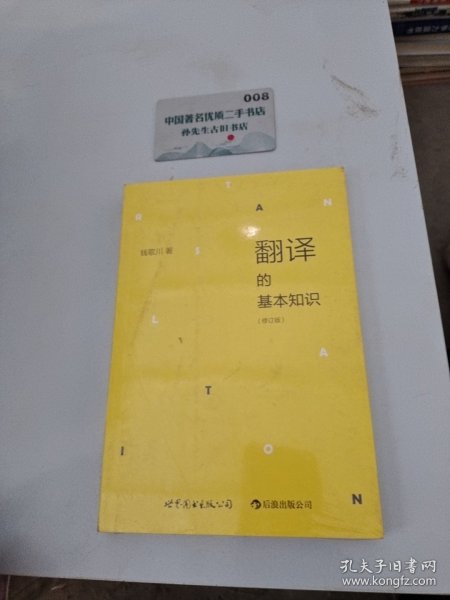 008
中国著名优质二手书店
孙先生古旧书店
T
R A N
S
钱歌川 著
翻译
的
基本知识
（修订版）
L A
T
I O N
世界图书出版公司
后浪出版公司
孔夫子旧书网
www.kongfz.com